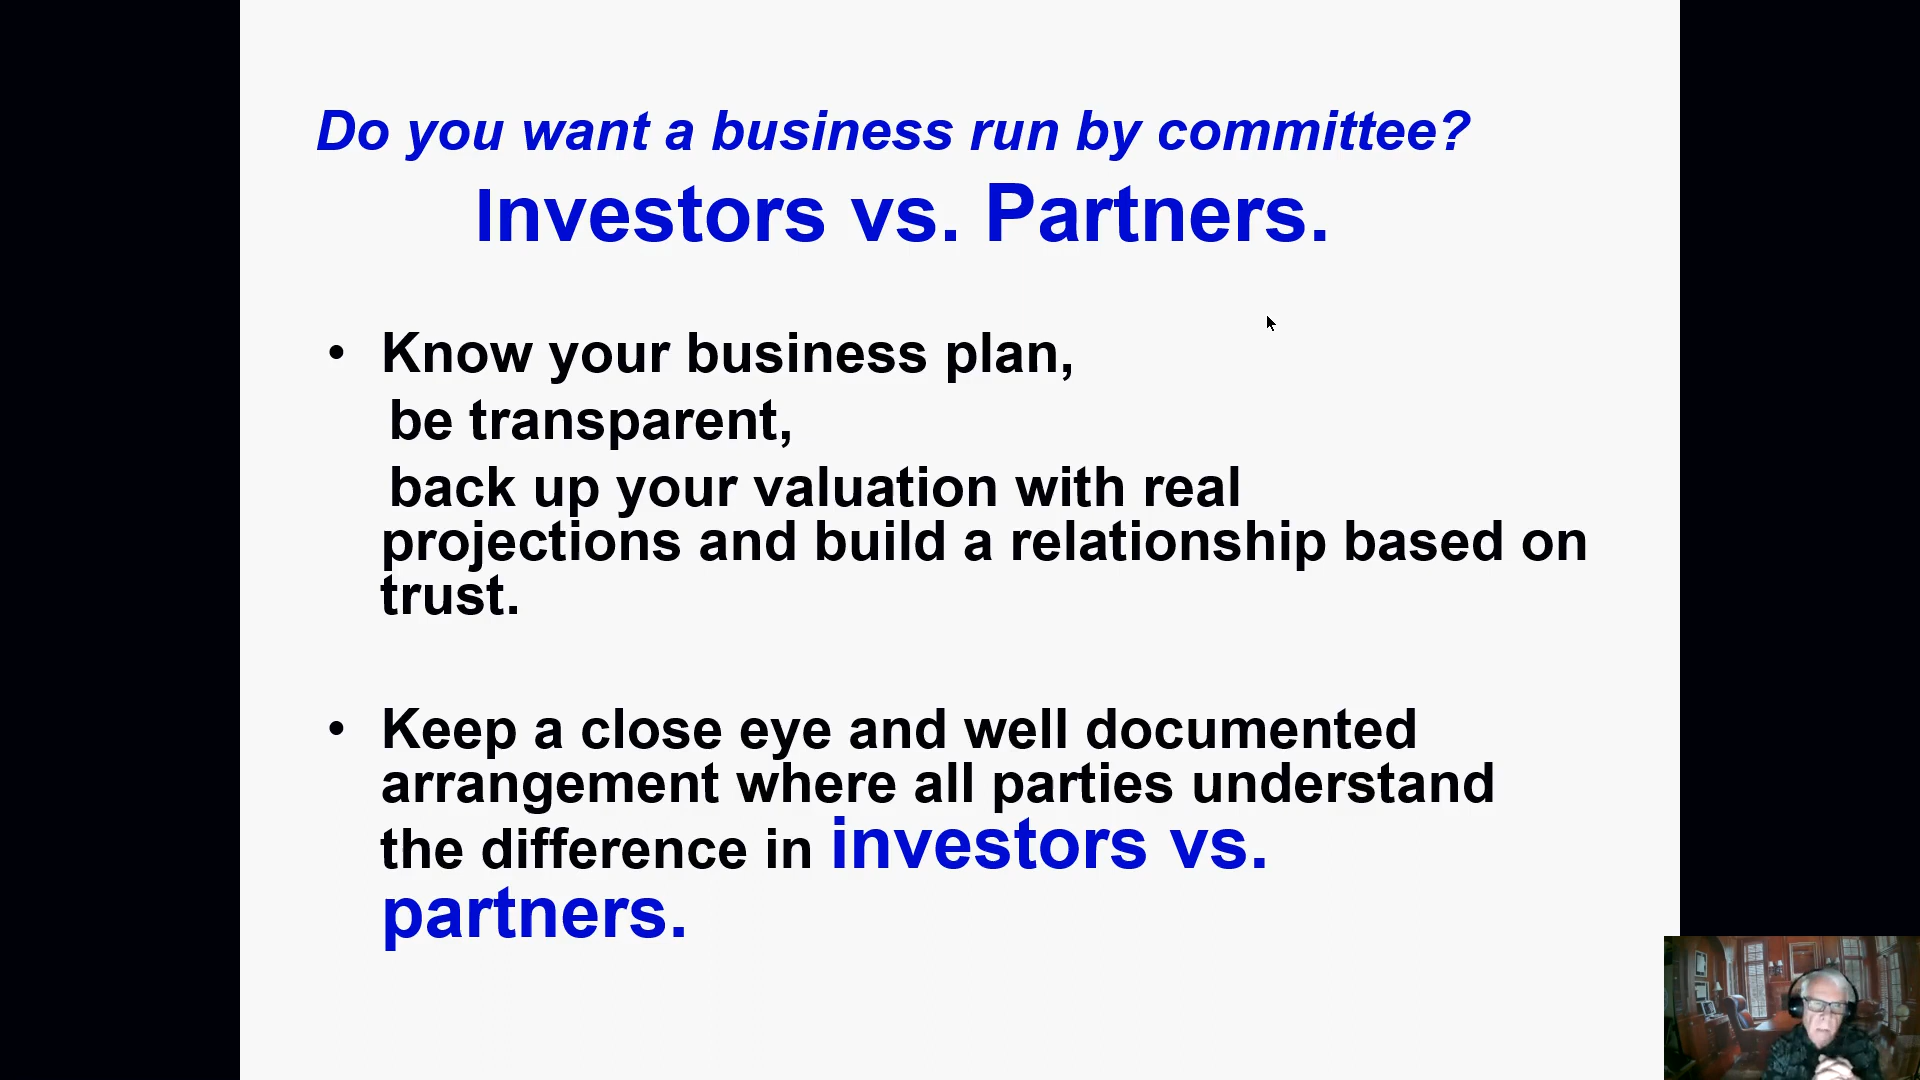 Do you want a business run by committee?
Investors vs. Partners.
• Know your business plan,
be transparent,
back up your valuation with real
projections and build a relationship based on
trust.
• Keep a close eye and well documented
arrangement where all parties understand
the difference in investors vs.
partners.